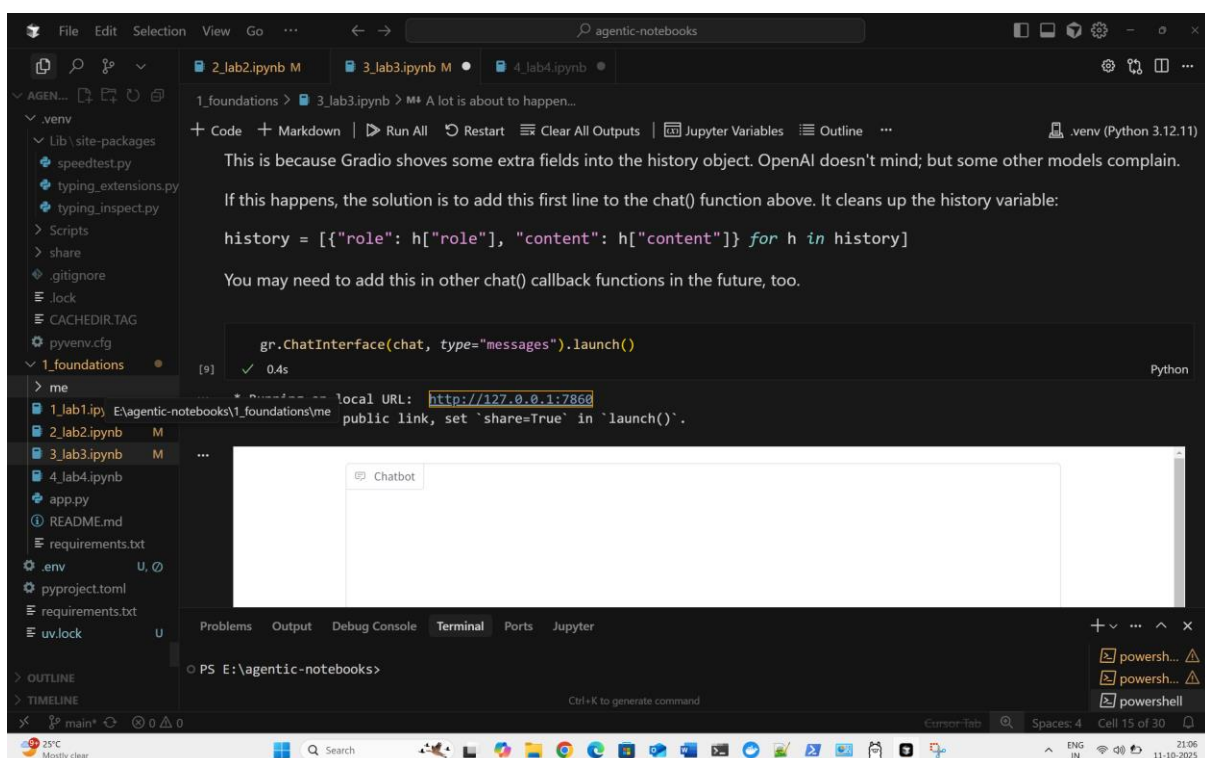 File Edit Selection View Go ··· ← → agentic-notebooks
2_lab2.ipynb M 3_lab3.ipynb M ● 4_lab4.ipynb ●
AGEN...
1_foundations > 3_lab3.ipynb > M↓ A lot is about to happen...
.venv
+ Code + Markdown | Run All Restart Clear All Outputs | Jupyter Variables Outline ··· .venv (Python 3.12.11)
Lib\site-packages
speedtest.py
typing_extensions.py
typing_inspect.py
> Scripts
> share
.gitignore
.lock
CACHEDIR.TAG
pyvenv.cfg
1_foundations
> me
1_lab1.ipy
E:\agentic-notebooks\1_foundations\me
2_lab2.ipynb M
3_lab3.ipynb M
4_lab4.ipynb
app.py
README.md
requirements.txt
.env U,
pyproject.toml
requirements.txt
uv.lock U
> OUTLINE
> TIMELINE
This is because Gradio shoves some extra fields into the history object. OpenAI doesn't mind; but some other models complain.
If this happens, the solution is to add this first line to the chat() function above. It cleans up the history variable:
history = [{"role": h["role"], "content": h["content"]} for h in history]
You may need to add this in other chat() callback functions in the future, too.
gr.ChatInterface(chat, type="messages").launch()
[9] ✓ 0.4s Python
local URL: http://127.0.0.1:7860
public link, set `share=True` in `launch()`.
Chatbot
Problems Output Debug Console Terminal Ports Jupyter
PS E:\agentic-notebooks>
powersh...
powersh...
powershell
Ctrl+K to generate command
main* 0 0 Cursor Tab Spaces: 4 Cell 15 of 30
25°C
Mostly clear
Search
ENG
IN
21:06
11-10-2025